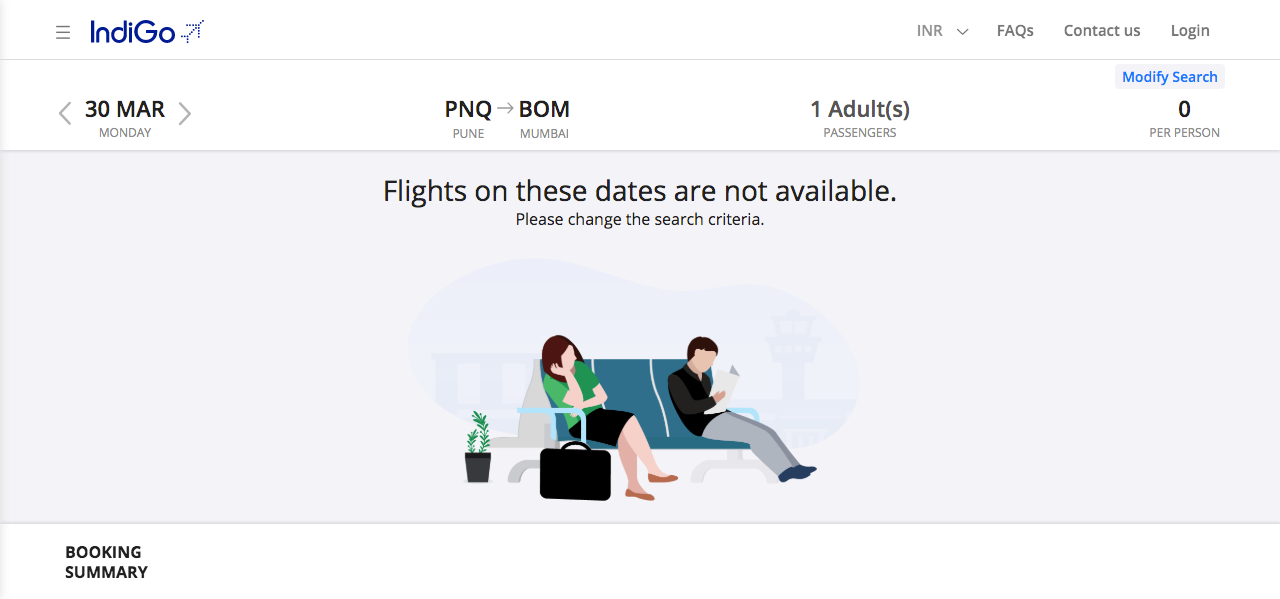 IndiGo
INR FAQs Contact us Login
Modify Search
30 MAR
MONDAY
PNQ → BOM
PUNE MUMBAI
1 Adult(s)
PASSENGERS
0
PER PERSON
Flights on these dates are not available.
Please change the search criteria.
BOOKING
SUMMARY